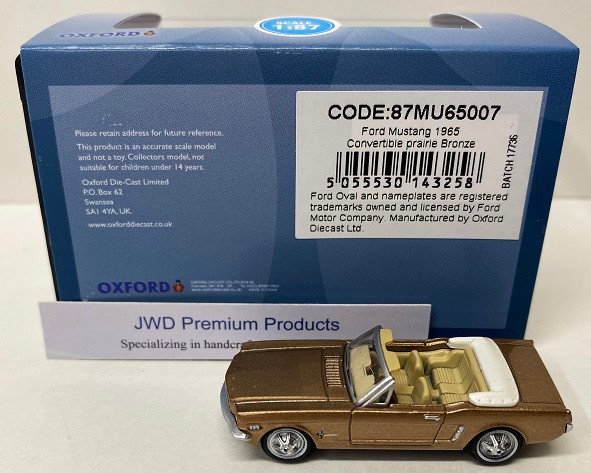 OXFORD
SCALE
1:87
CODE:87MU65007
Ford Mustang 1965
Convertible prairie Bronze
5 055530 143258
BATCH 17736
Ford Oval and nameplates are registered
trademarks owned and licensed by Ford
Motor Company. Manufactured by Oxford
Diecast Ltd.
Please retain address for future reference.
This product is an accurate scale model
and not a toy. Collectors model, not
suitable for children under 14 years.
Oxford Die-Cast Limited
P.O. Box 62
Swansea
SA1 4YA, UK.
www.oxforddiecast.co.uk
OXFORD
JWD Premium Products
Specializing in handcr